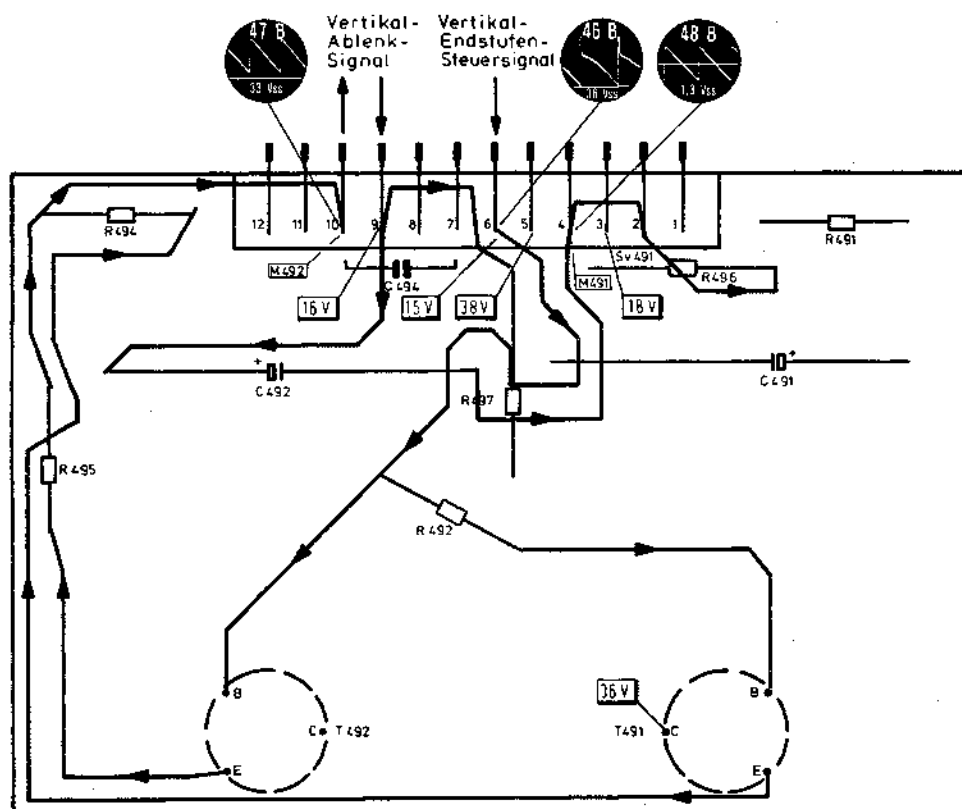 47 B
33 Vss
Vertikal-
Ablenk-
Signal
Vertikal-
Endstufen-
Steuersignal
46 B
16 Vss
48 B
1,3 Vss
R494
12
11
10
9
8
7
6
5
4
3
2
1
R491
M492
C494
Sv491
M491
R496
16 V
15 V
38V
18 V
+
C492
R497
+
C491
R495
R492
B
C
T492
E
36 V
T491
C
B
E